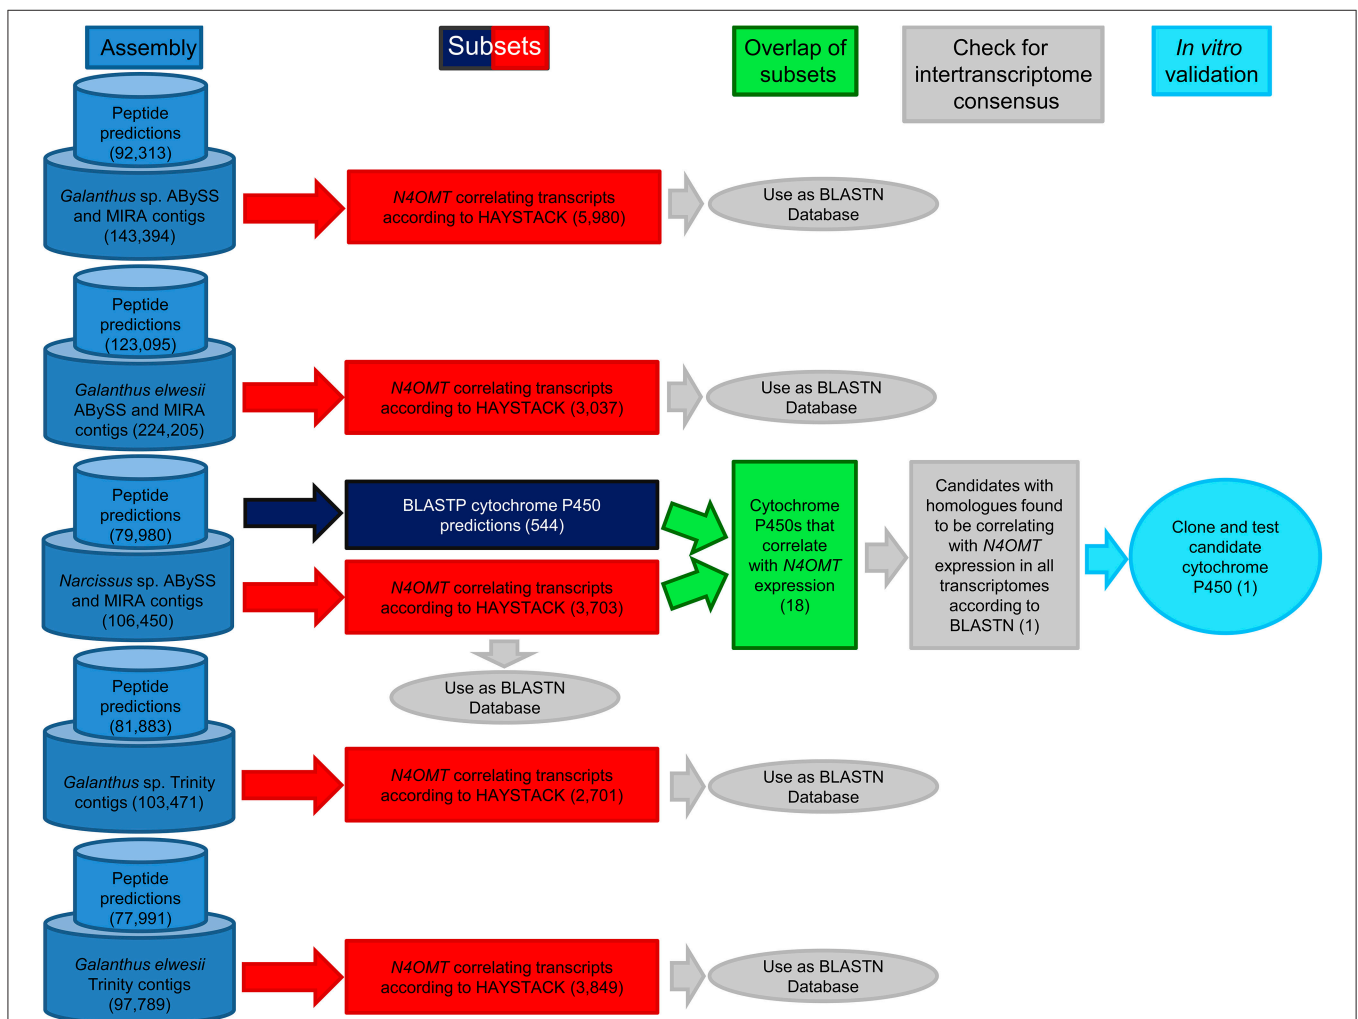 Assembly
Subsets
Overlap of
subsets
Check for
intertranscriptome
consensus
In vitro
validation
Peptide
predictions
(92,313)
Galanthus sp. ABySS
and MIRA contigs
(143,394)
N4OMT correlating transcripts
according to HAYSTACK (5,980)
Use as BLASTN
Database
Peptide
predictions
(123,095)
Galanthus elwesii
ABySS and MIRA
contigs (224,205)
N4OMT correlating transcripts
according to HAYSTACK (3,037)
Use as BLASTN
Database
Peptide
predictions
(79,980)
Narcissus sp. ABySS
and MIRA contigs
(106,450)
BLASTP cytochrome P450
predictions (544)
N4OMT correlating transcripts
according to HAYSTACK (3,703)
Use as BLASTN
Database
Cytochrome
P450s that
correlate
with N4OMT
expression
(18)
Candidates with
homologues found
to be correlating
with N4OMT
expression in all
transcriptomes
according to
BLASTN (1)
Clone and test
candidate
cytochrome
P450 (1)
Peptide
predictions
(81,883)
Galanthus sp. Trinity
contigs (103,471)
N4OMT correlating transcripts
according to HAYSTACK (2,701)
Use as BLASTN
Database
Peptide
predictions
(77,991)
Galanthus elwesii
Trinity contigs
(97,789)
N4OMT correlating transcripts
according to HAYSTACK (3,849)
Use as BLASTN
Database